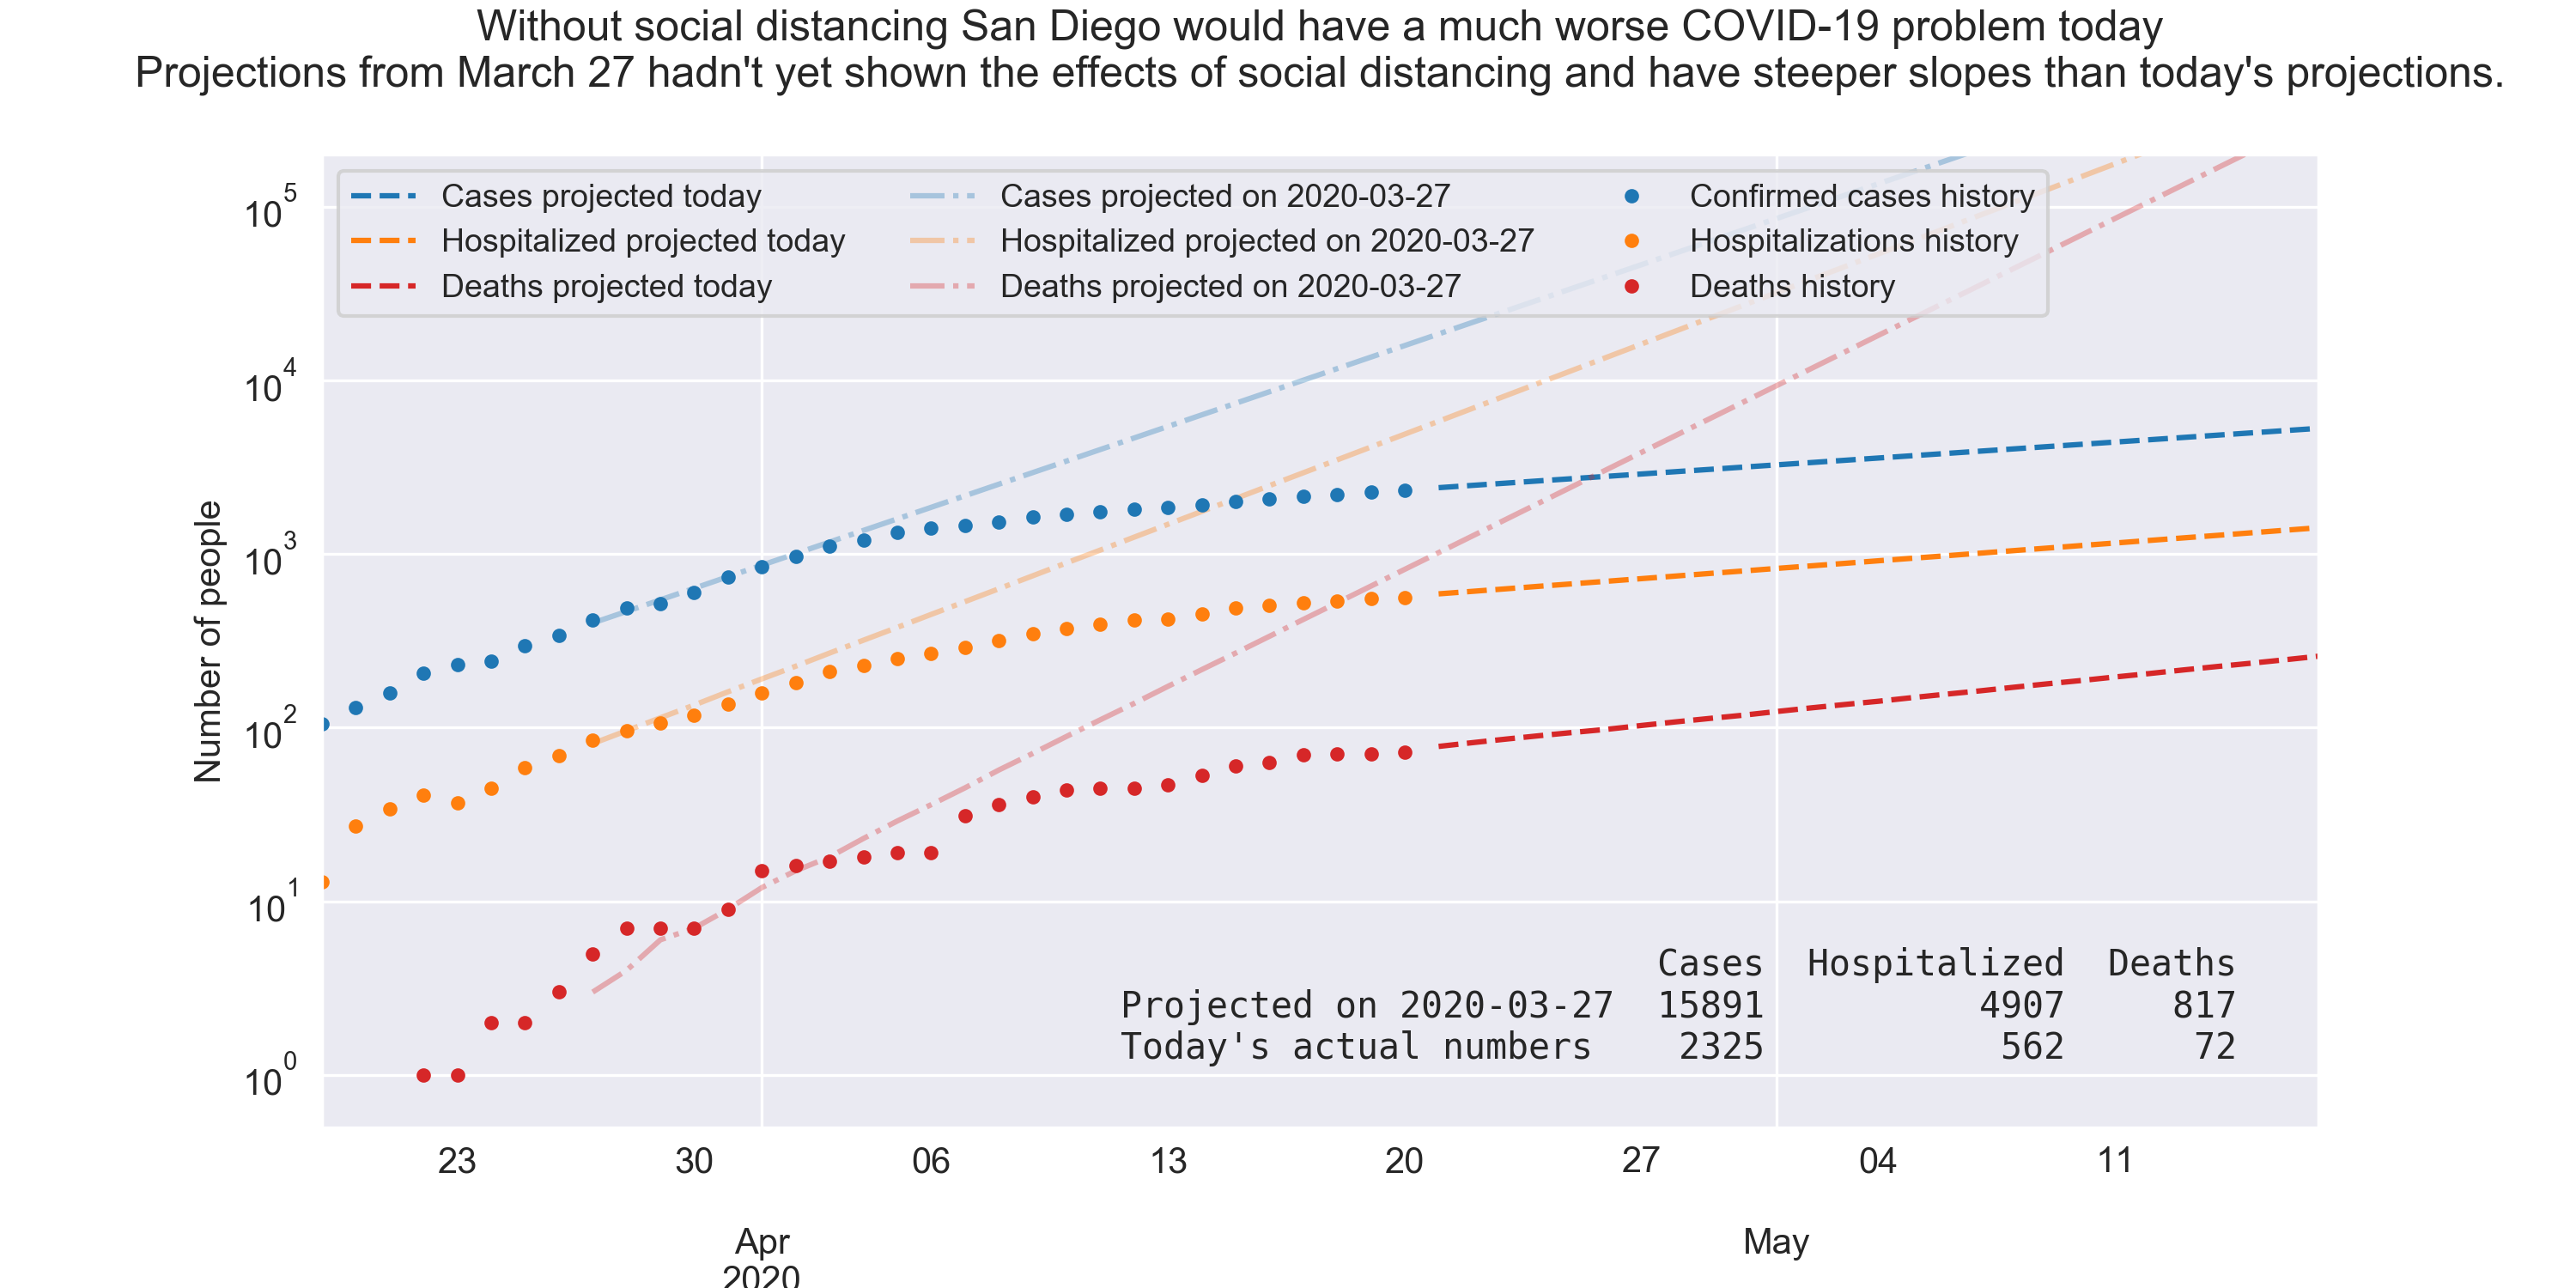 Without social distancing San Diego would have a much worse COVID-19 problem today
Projections from March 27 hadn't yet shown the effects of social distancing and have steeper slopes than today's projections.
Cases projected today
Hospitalized projected today
Deaths projected today
Cases projected on 2020-03-27
Hospitalized projected on 2020-03-27
Deaths projected on 2020-03-27
Confirmed cases history
Hospitalizations history
Deaths history
Number of people
10^5
10^4
10^3
10^2
10^1
10^0
Cases Hospitalized Deaths
Projected on 2020-03-27 15891 4907 817
Today's actual numbers 2325 562 72
23 30 06 13 20 27 04 11
Apr May
2020